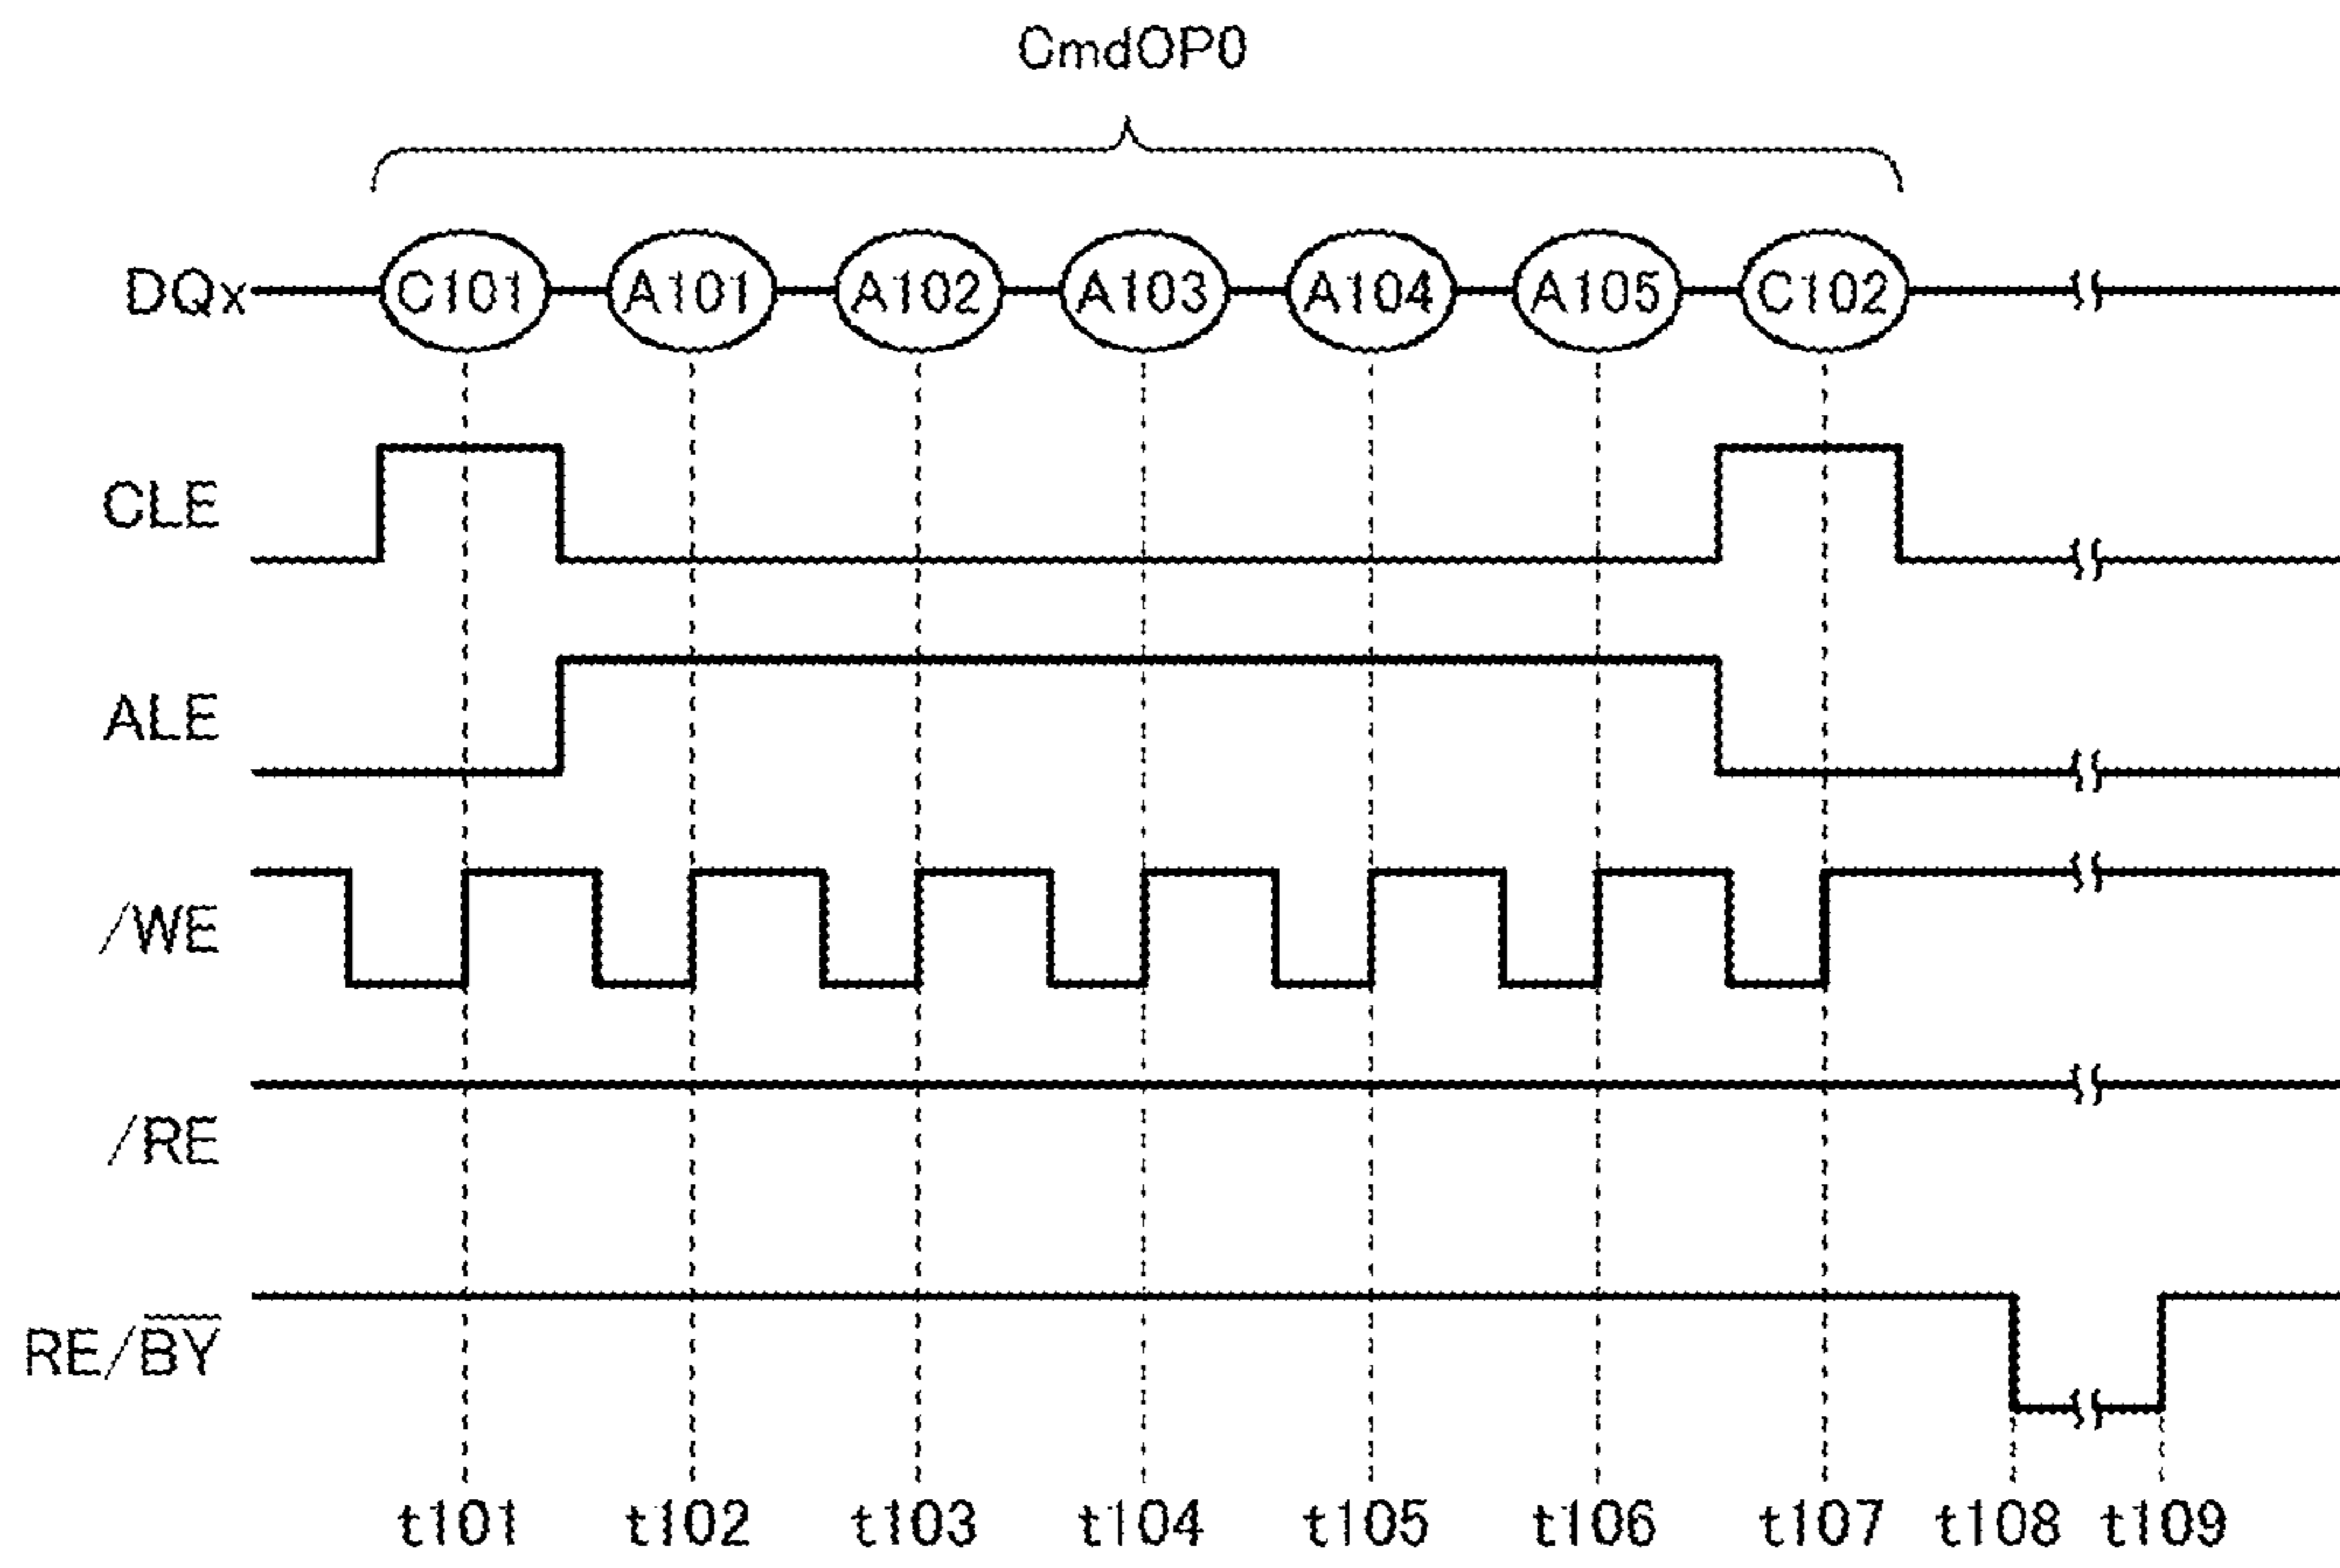 CmdOP0
DQx C101 A101 A102 A103 A104 A105 C102
CLE
ALE
/WE
/RE
RE/B̅Y̅
t101 t102 t103 t104 t105 t106 t107 t108 t109